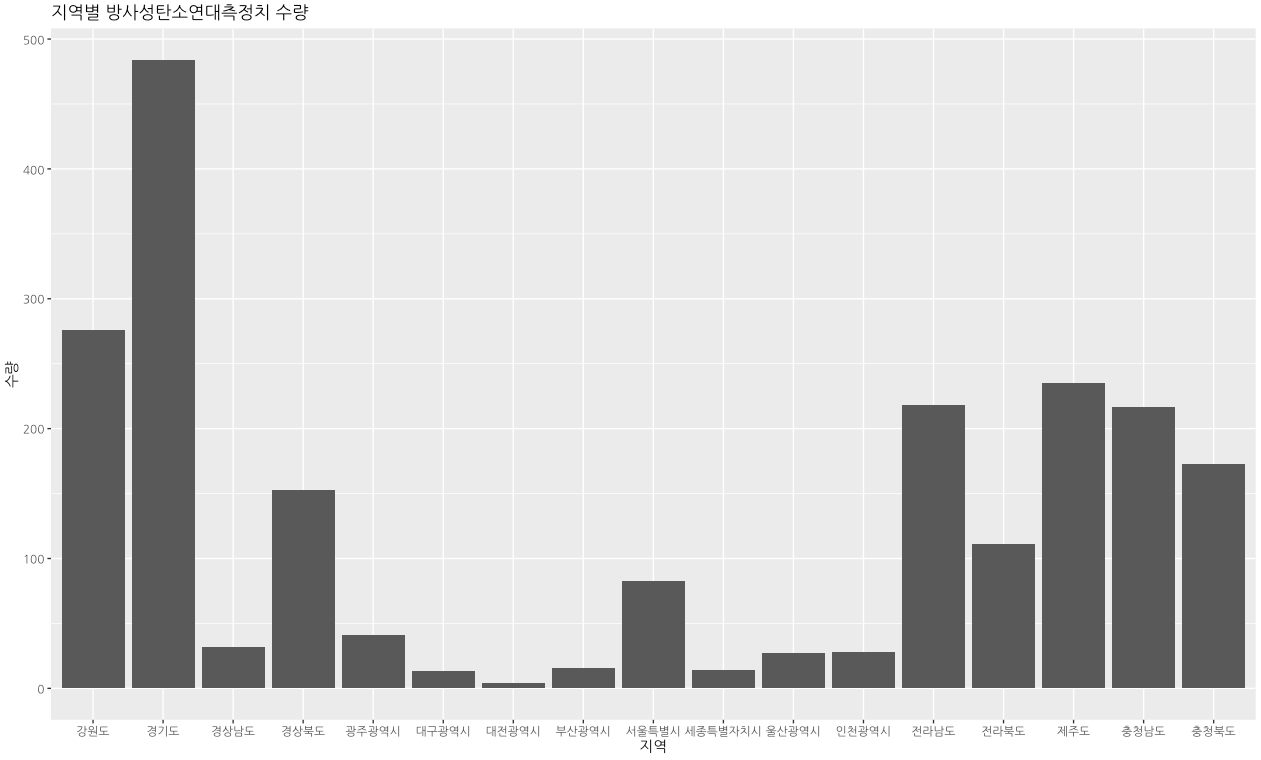 지역별 방사성탄소연대측정치 수량
500
400
300
200
100
0
수량
강원도 경기도 경상남도 경상북도 광주광역시 대구광역시 대전광역시 부산광역시 서울특별시 세종특별자치시 울산광역시 인천광역시 전라남도 전라북도 제주도 충청남도 충청북도
지역